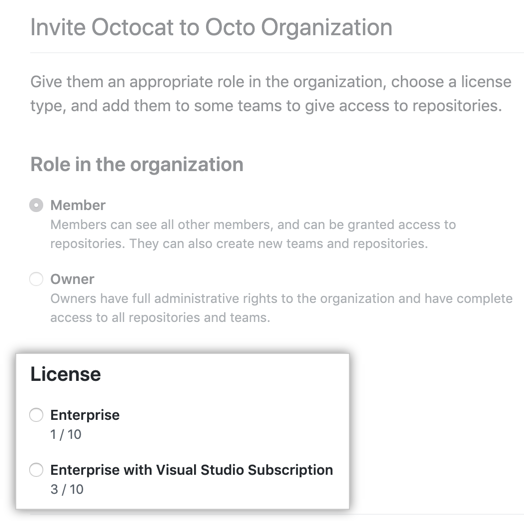 Invite Octocat to Octo Organization
Give them an appropriate role in the organization, choose a license
type, and add them to some teams to give access to repositories.
Role in the organization
Member
Members can see all other members, and can be granted access to
repositories. They can also create new teams and repositories.
Owner
Owners have full administrative rights to the organization and have complete
access to all repositories and teams.
License
Enterprise
1 / 10
Enterprise with Visual Studio Subscription
3 / 10